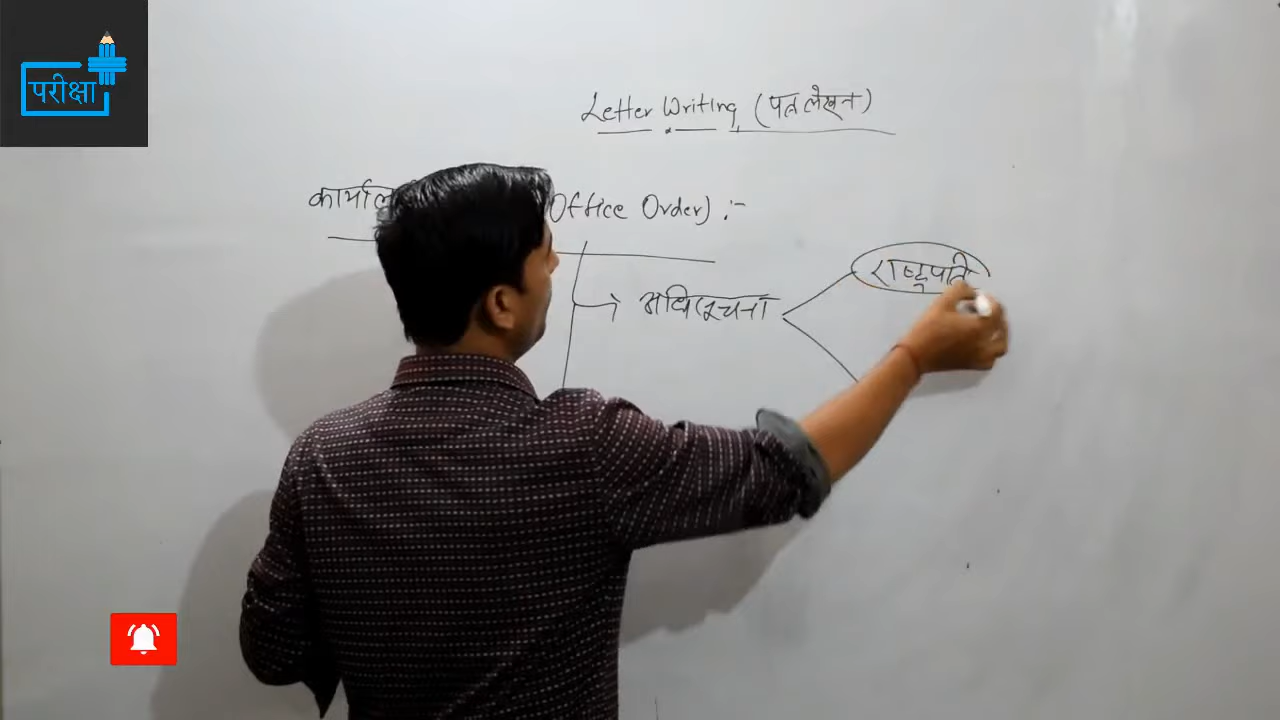 परीक्षा
Letter Writing (पत्र लेखन)
Office Order) :-
राष्ट्रपति
अधिसूचना